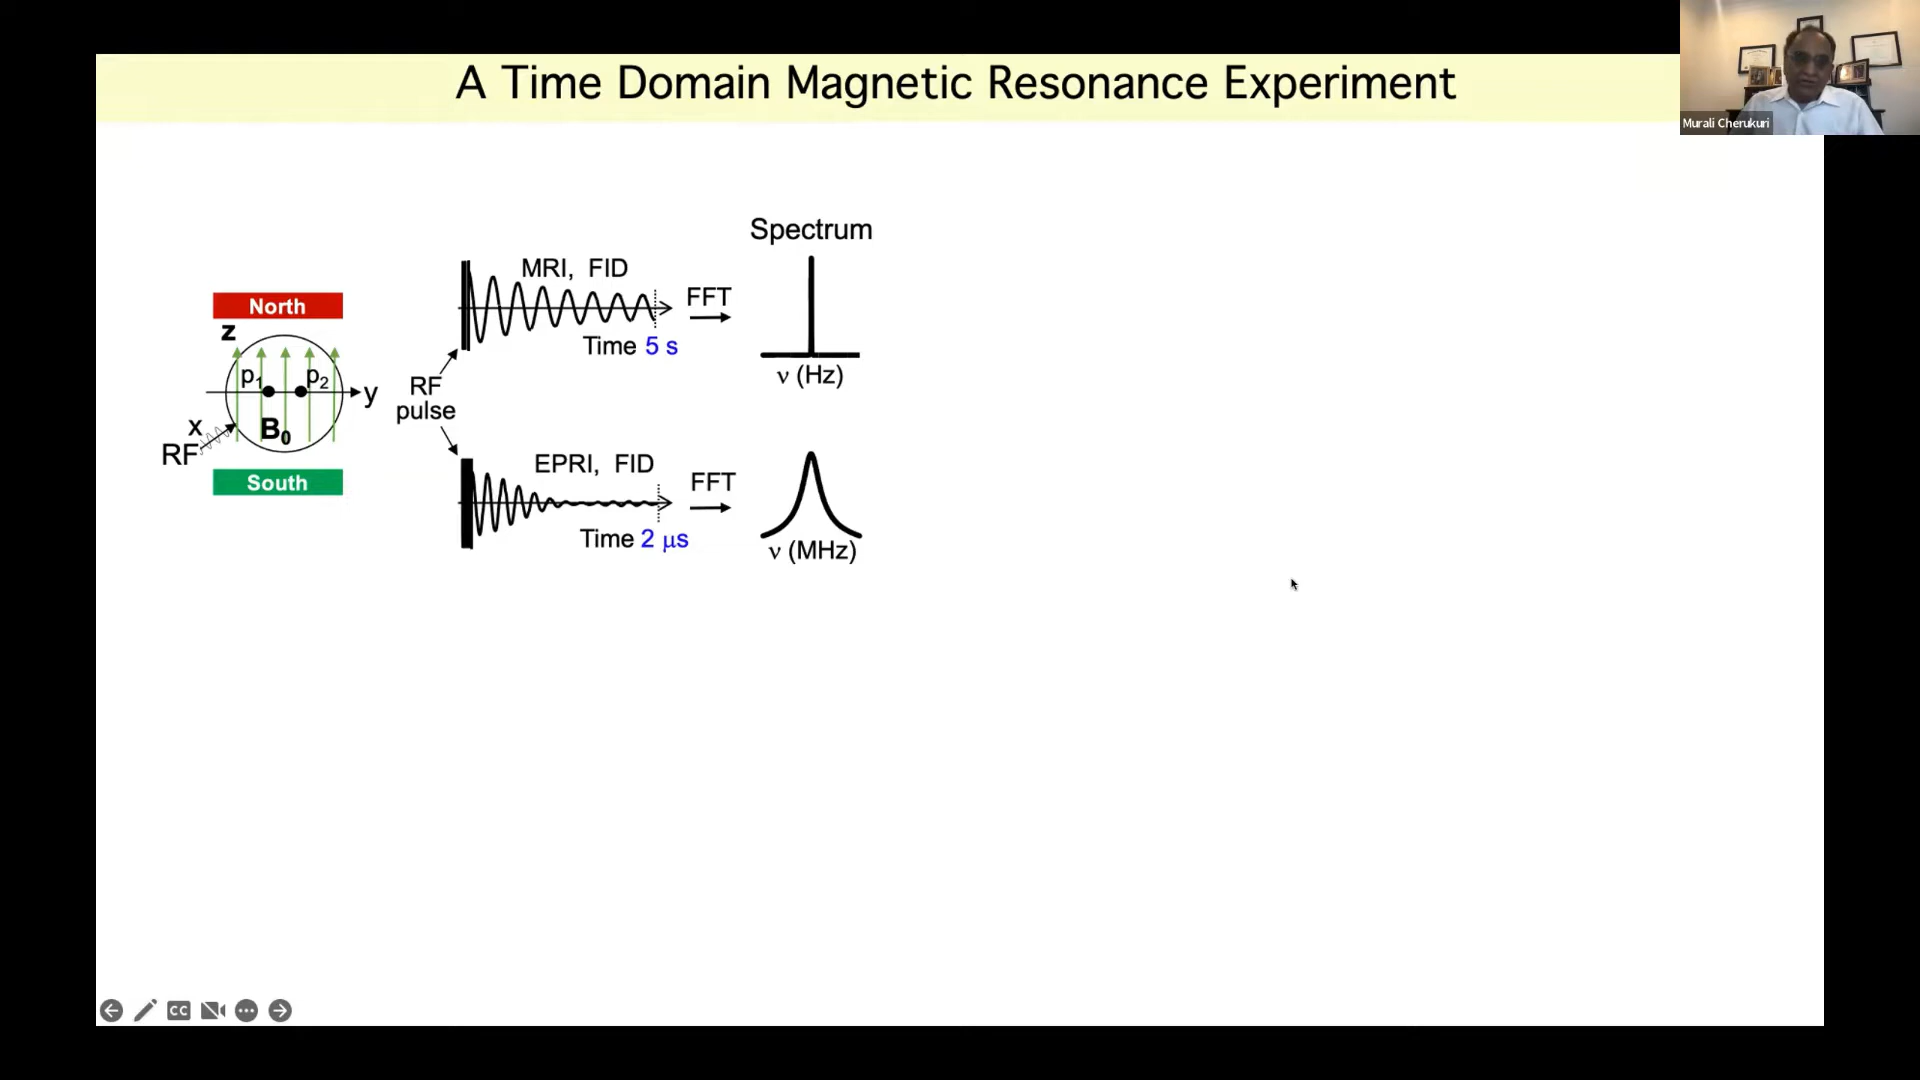 A Time Domain Magnetic Resonance Experiment
Murali Cherukuri
Spectrum
MRI, FID
FFT
Time 5 s
ν (Hz)
North
z
p1 p2
y
x
B0
RF
South
RF
pulse
EPRI, FID
FFT
Time 2 μs
ν (MHz)
CC